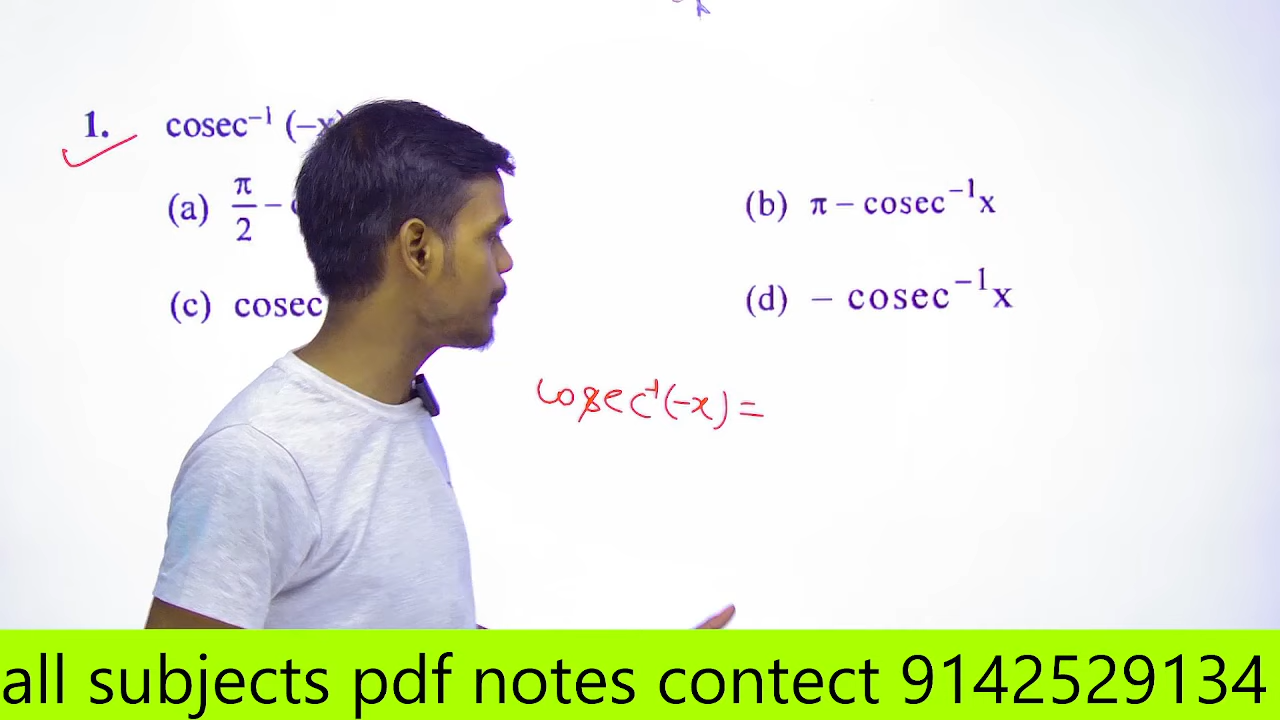 1. cosec⁻¹ (−x)
(a) π/2 −
(b) π − cosec⁻¹x
(c) cosec
(d) − cosec⁻¹x
cosec⁻¹(−x) =
all subjects pdf notes contect 9142529134